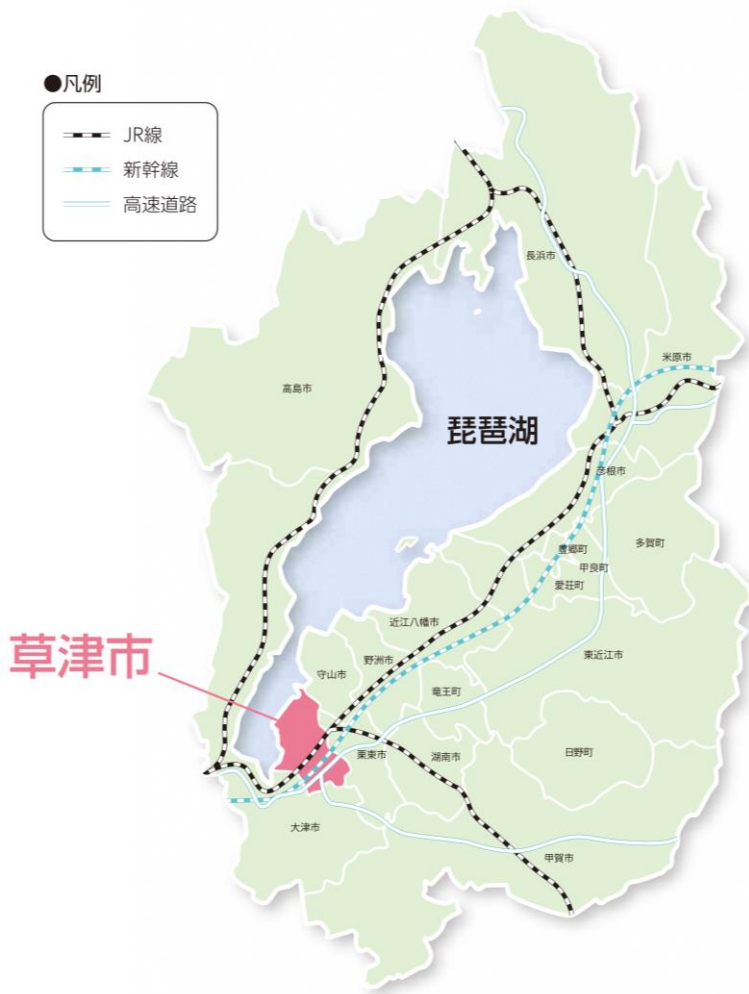 ●凡例
JR線
新幹線
高速道路
長浜市
米原市
高島市
琵琶湖
彦根市
多賀町
豊郷町
甲良町
愛荘町
近江八幡市
東近江市
野洲市
守山市
草津市
竜王町
栗東市
湖南市
日野町
大津市
甲賀市